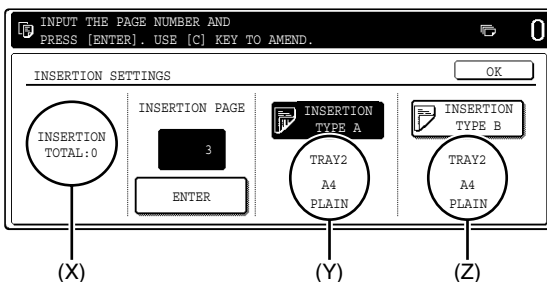 INPUT THE PAGE NUMBER AND
PRESS [ENTER]. USE [C] KEY TO AMEND.
0
INSERTION SETTINGS
OK
INSERTION
TOTAL:0
INSERTION PAGE
3
ENTER
INSERTION
TYPE A
TRAY2
A4
PLAIN
INSERTION
TYPE B
TRAY2
A4
PLAIN
(X)
(Y)
(Z)